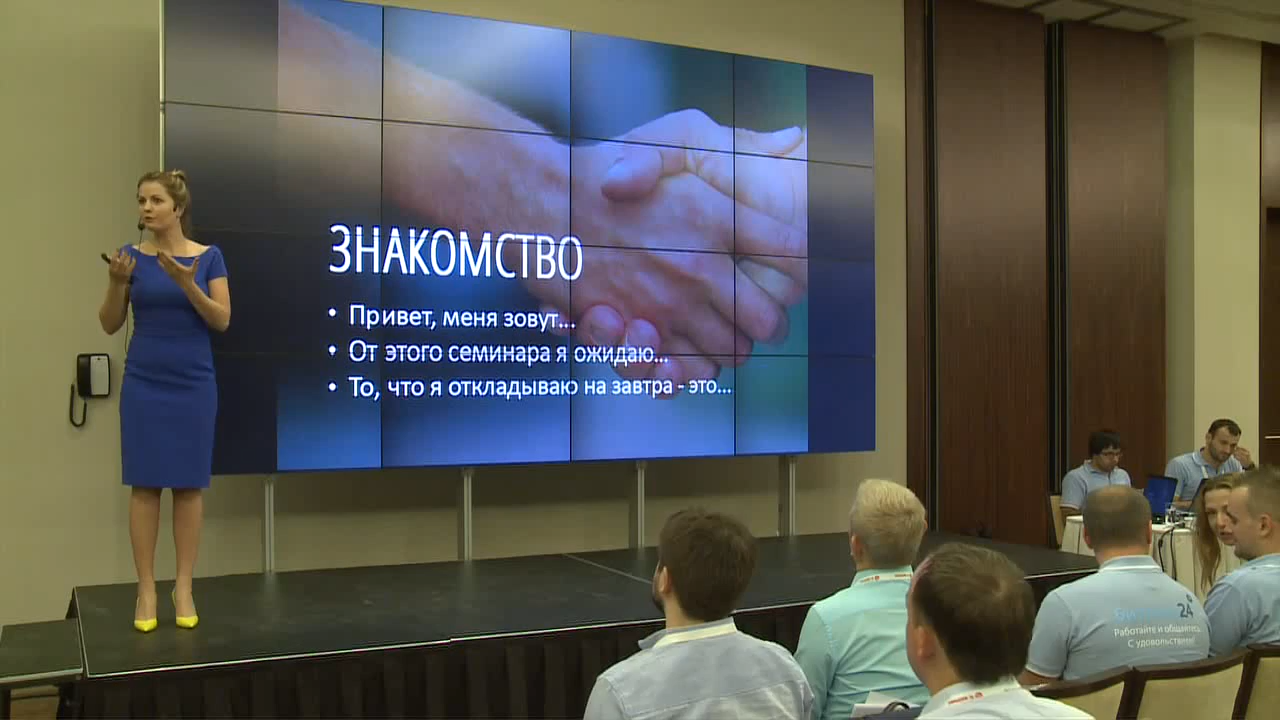 ЗНАКОМСТВО
• Привет, меня зовут...
• От этого семинара я ожидаю...
• То, что я откладываю на завтра - это...
24
Работайте и общайтесь
С удовольствием!